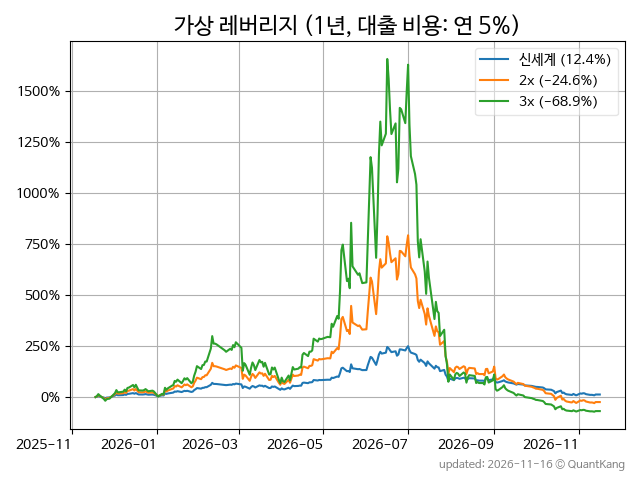 가상 레버리지 (1년, 대출 비용: 연 5%)
신세계 (12.4%)
2x (−24.6%)
3x (−68.9%)
1500%
1250%
1000%
750%
500%
250%
0%
2025-11 2026-01 2026-03 2026-05 2026-07 2026-09 2026-11
updated: 2026-11-16 @ QuantKang